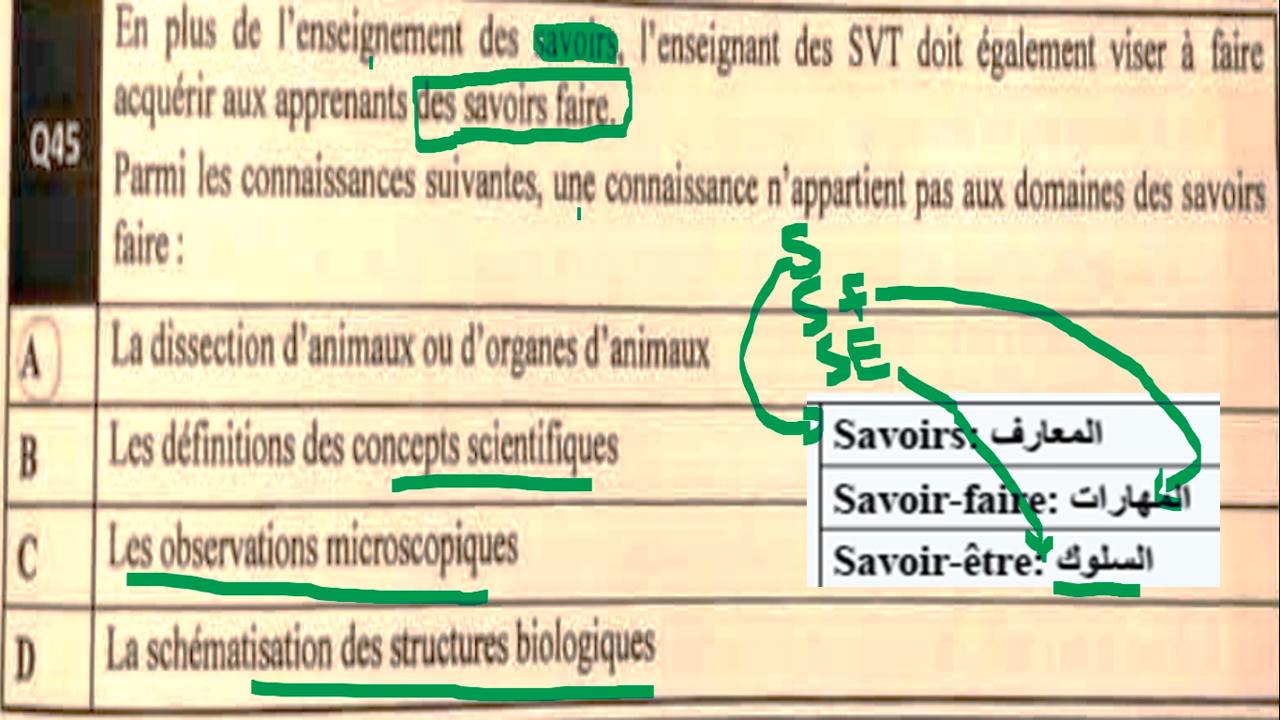 Q45
En plus de l'enseignement des savoirs, l'enseignant des SVT doit également viser à faire
acquérir aux apprenants des savoirs faire.
Parmi les connaissances suivantes, une connaissance n'appartient pas aux domaines des savoirs
faire :
S
S f
SE
A La dissection d'animaux ou d'organes d'animaux
B Les définitions des concepts scientifiques
C Les observations microscopiques
D La schématisation des structures biologiques
Savoirs: المعارف
Savoir-faire: المهارات
Savoir-être: السلوك